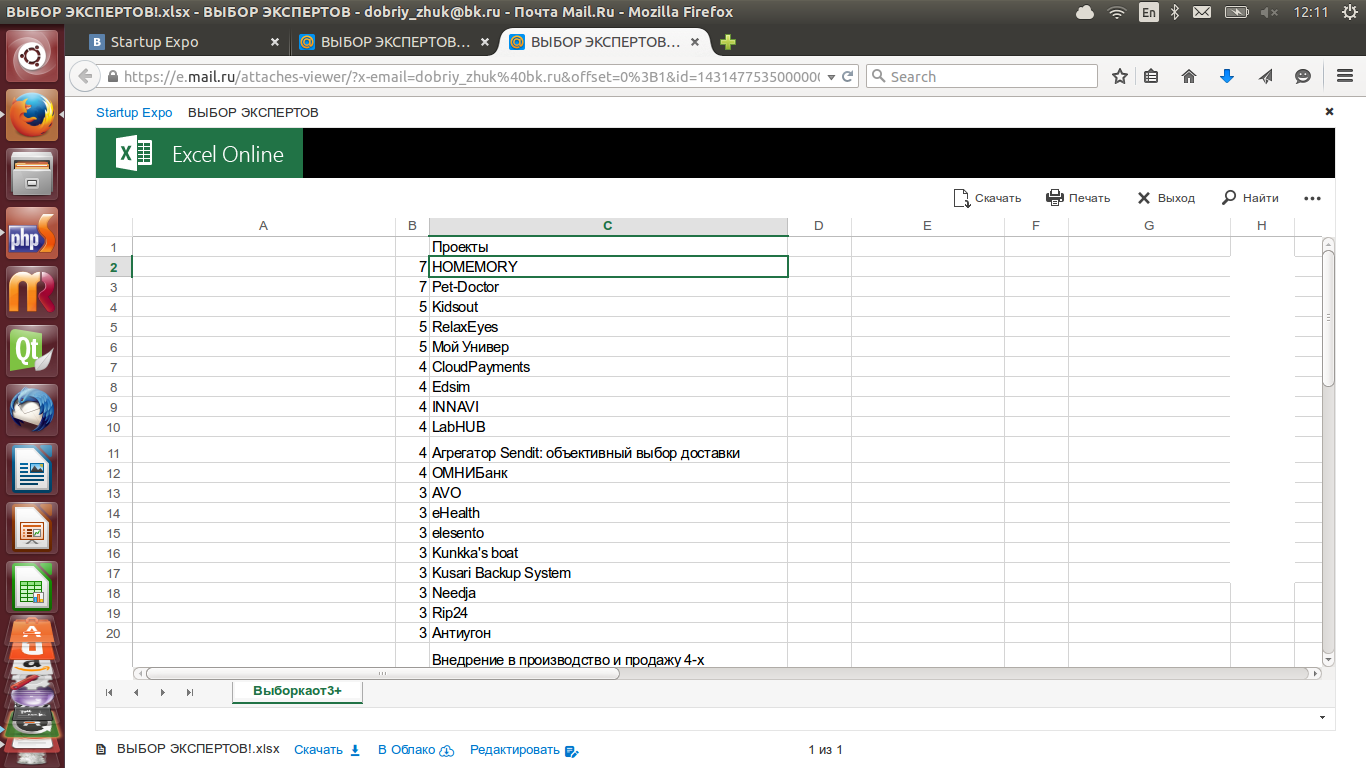 ВЫБОР ЭКСПЕРТОВ!.xlsx - ВЫБОР ЭКСПЕРТОВ - dobriy_zhuk@bk.ru - Почта Mail.Ru - Mozilla Firefox
En
12:11
Startup Expo
ВЫБОР ЭКСПЕРТОВ...
ВЫБОР ЭКСПЕРТОВ...
https://e.mail.ru/attaches-viewer/?x-email=dobriy_zhuk%40bk.ru&offset=0%3B1&id=1431477535000000
Search
Startup Expo ВЫБОР ЭКСПЕРТОВ
Excel Online
Скачать Печать Выход Найти
A B C D E F G H
1 Проекты
2 7 HOMEMORY
3 7 Pet-Doctor
4 5 Kidsout
5 5 RelaxEyes
6 5 Мой Универ
7 4 CloudPayments
8 4 Edsim
9 4 INNAVI
10 4 LabHUB
11 4 Агрегатор Sendit: объективный выбор доставки
12 4 ОМНИБанк
13 3 AVO
14 3 eHealth
15 3 elesento
16 3 Kunkka's boat
17 3 Kusari Backup System
18 3 Needja
19 3 Rip24
20 3 Антиугон
Внедрение в производство и продажу 4-х
Выборкаот3+
ВЫБОР ЭКСПЕРТОВ!.xlsx Скачать В Облако Редактировать 1 из 1
php
Qt